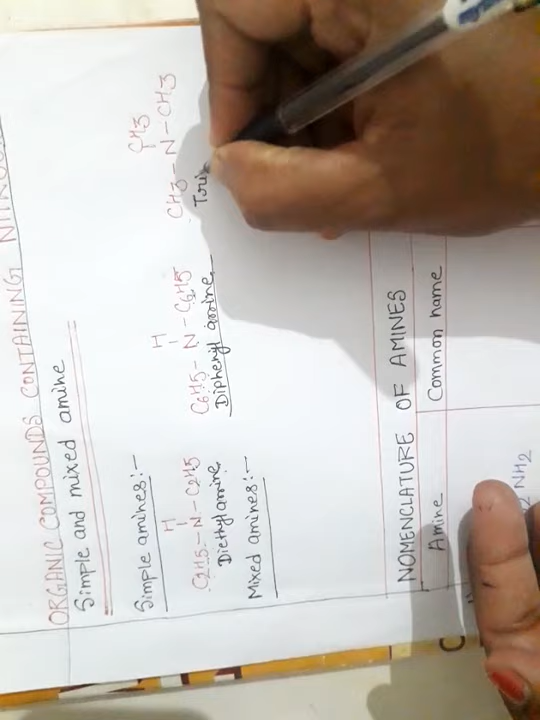 ORGANIC COMPOUNDS CONTAINING
Simple and mixed amine
Simple amines:-
H H CH3
C2H5-N-C2H5 C6H5-N-C6H5 CH3-N-CH3
Diethylamine Diphenyl amine Tri
Mixed amines:-
NOMENCLATURE OF AMINES
Amine Common name
NH2